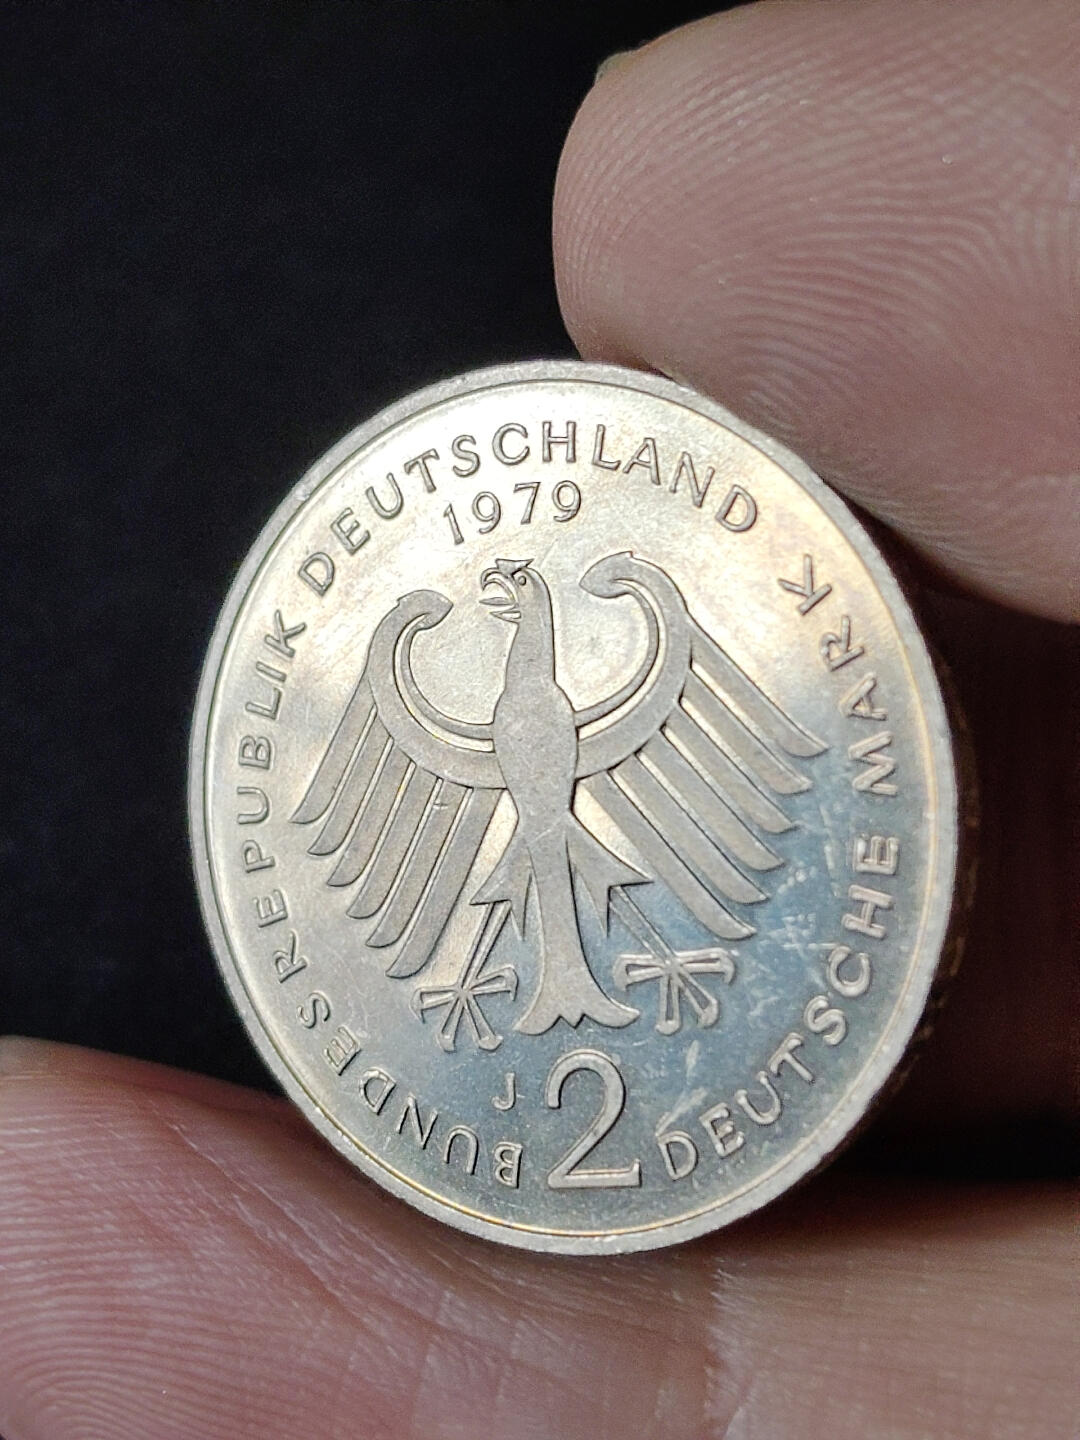 BUNDESREPUBLIK DEUTSCHLAND
1979
J
2
DEUTSCHE MARK